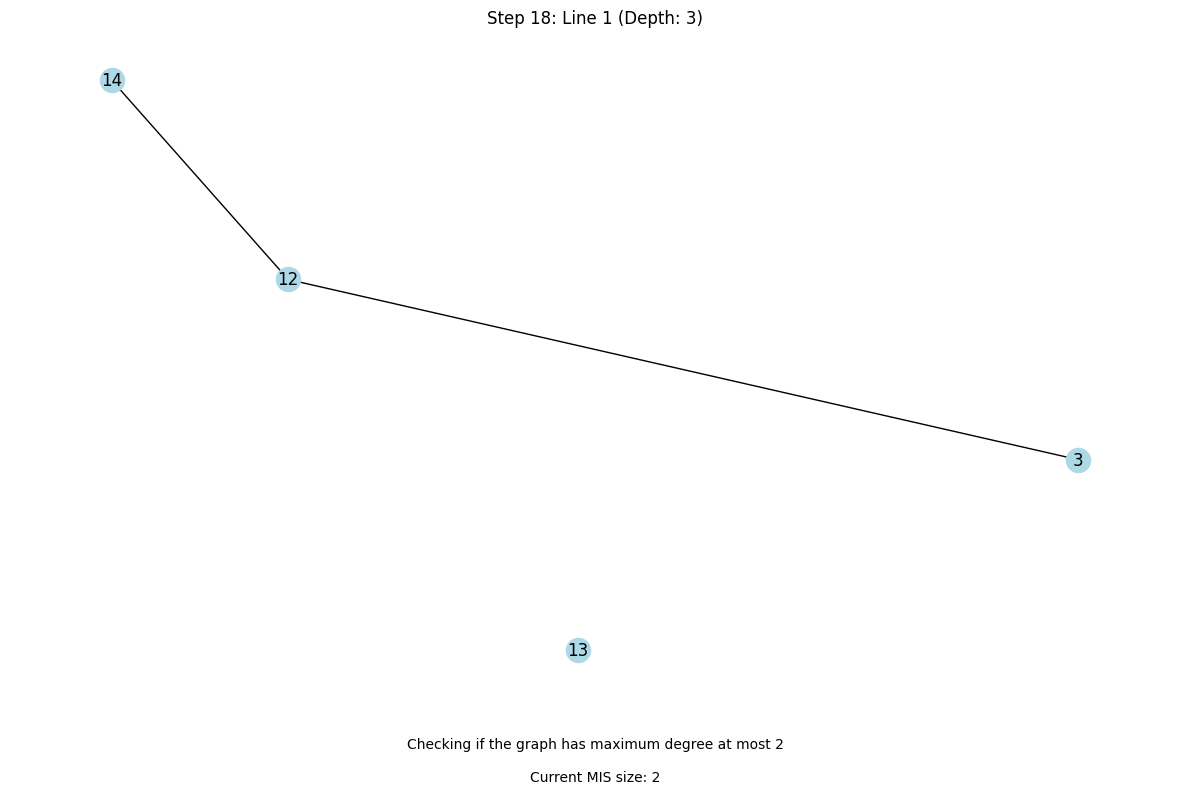 Step 18: Line 1 (Depth: 3)
14
12
3
13
Checking if the graph has maximum degree at most 2
Current MIS size: 2